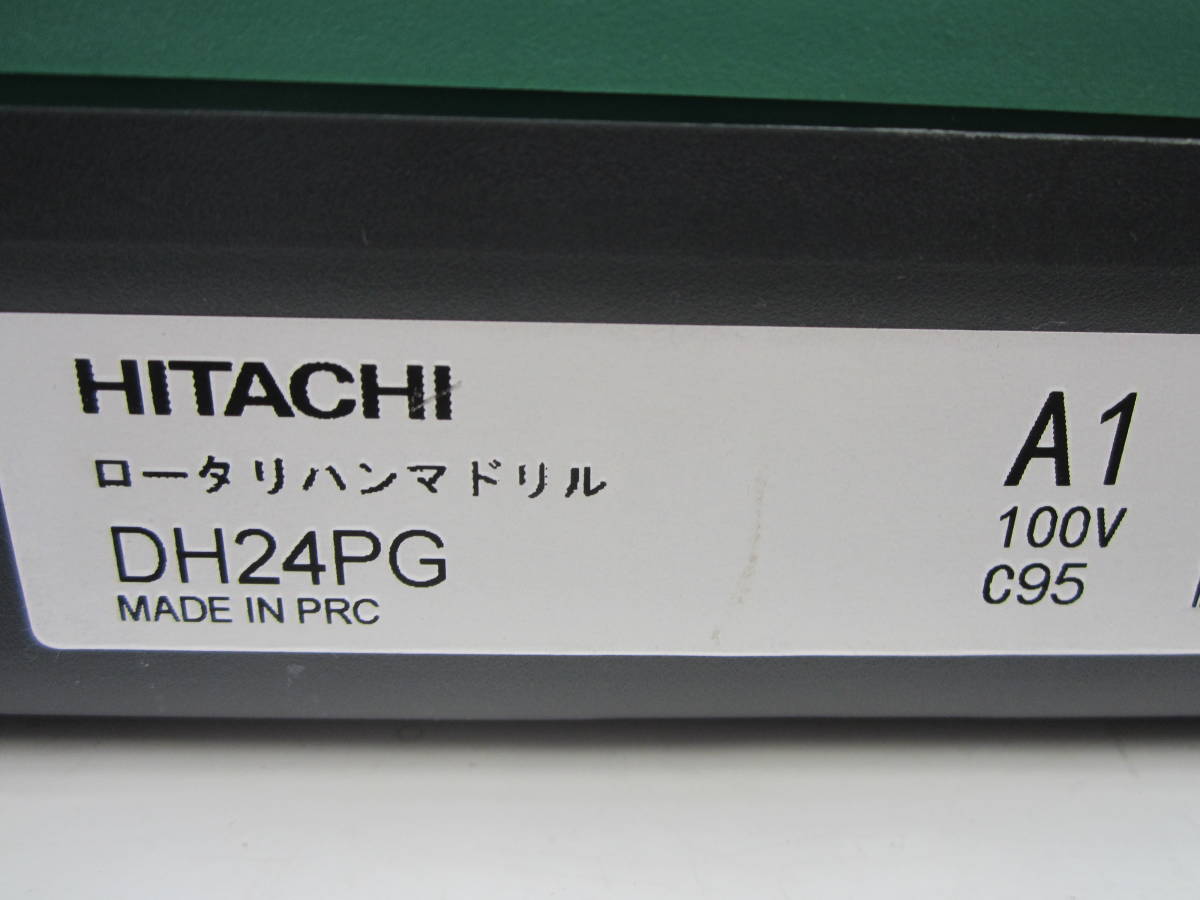 HITACHI
ロータリハンマドリル
DH24PG
MADE IN PRC
A1
100V
C95